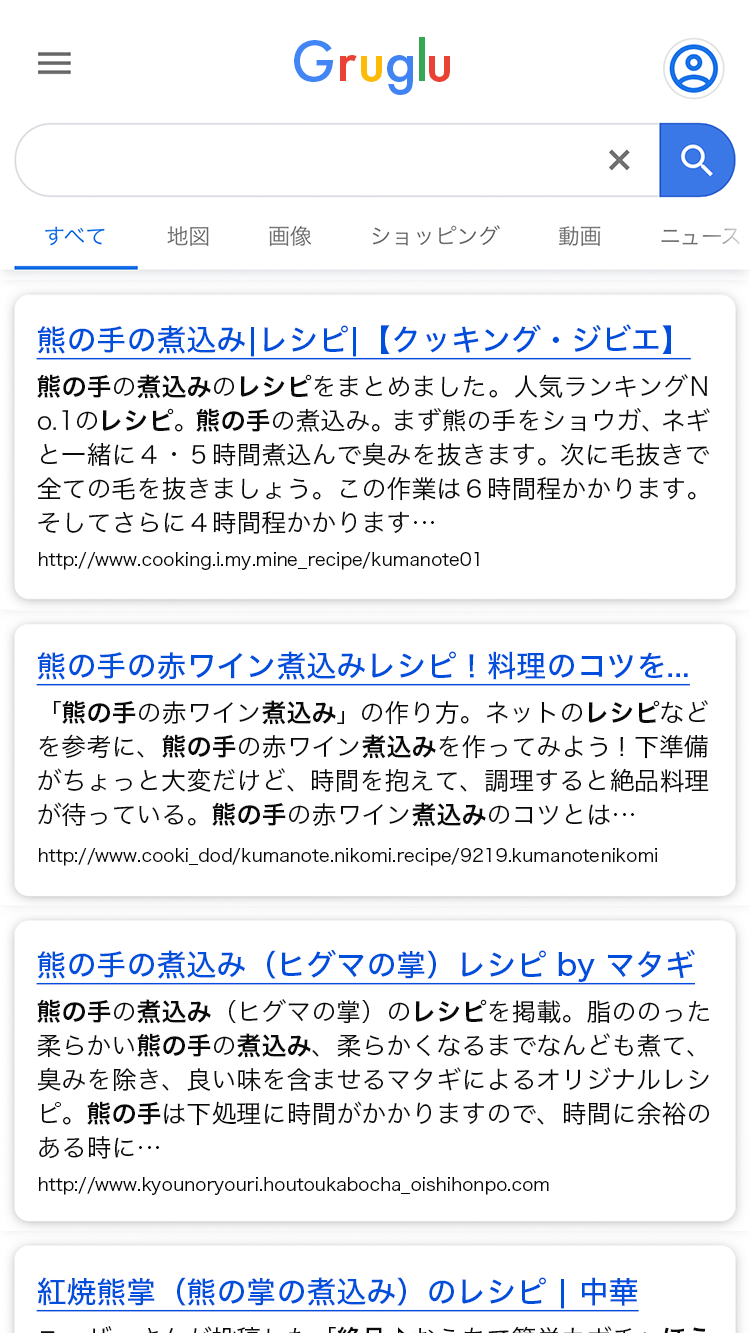 Gruglu
すべて 地図 画像 ショッピング 動画 ニュース
熊の手の煮込み|レシピ|【クッキング・ジビエ】
熊の手の煮込みのレシピをまとめました。人気ランキングN
o.1のレシピ。熊の手の煮込み。まず熊の手をショウガ、ネギ
と一緒に４・５時間煮込んで臭みを抜きます。次に毛抜きで
全ての毛を抜きましょう。この作業は６時間程かかります。
そしてさらに４時間程かかります…
http://www.cooking.i.my.mine_recipe/kumanote01
熊の手の赤ワイン煮込みレシピ！料理のコツを...
「熊の手の赤ワイン煮込み」の作り方。ネットのレシピなど
を参考に、熊の手の赤ワイン煮込みを作ってみよう！下準備
がちょっと大変だけど、時間を抱えて、調理すると絶品料理
が待っている。熊の手の赤ワイン煮込みのコツとは…
http://www.cooki_dod/kumanote.nikomi.recipe/9219.kumanotenikomi
熊の手の煮込み（ヒグマの掌）レシピ by マタギ
熊の手の煮込み（ヒグマの掌）のレシピを掲載。脂ののった
柔らかい熊の手の煮込み、柔らかくなるまでなんども煮て、
臭みを除き、良い味を含ませるマタギによるオリジナルレシ
ピ。熊の手は下処理に時間がかかりますので、時間に余裕の
ある時に…
http://www.kyounoryouri.houtoukabocha_oishihonpo.com
紅焼熊掌（熊の掌の煮込み）のレシピ | 中華